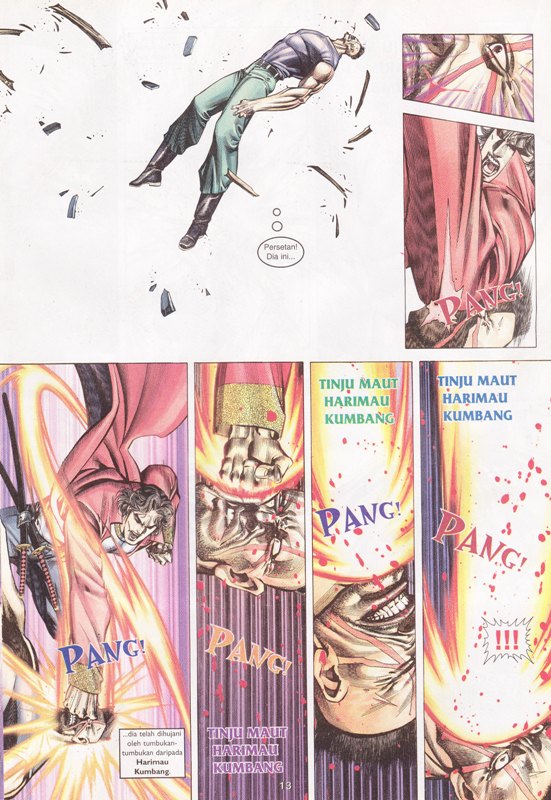 Persetan!
Dia ini...
PANG!
PANG!
...dia telah dihujani
oleh tumbukan-
tumbukan daripada
Harimau
Kumbang.
PANG!
TINJU MAUT
HARIMAU
KUMBANG
TINJU MAUT
HARIMAU
KUMBANG
PANG!
TINJU MAUT
HARIMAU
KUMBANG
PANG!
!!!
13